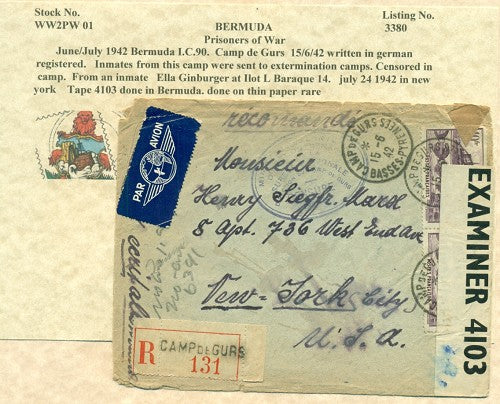 Stock No.
WW2PW 01
BERMUDA
Prisoners of War
Listing No.
3380
June/July 1942 Bermuda I.C.90. Camp de Gurs 15/6/42 written in german
registered. Inmates from this camp were sent to extermination camps. Censored in
camp. From an inmate Ella Ginburger at Ilot I. Baraque 14. july 24 1942 in new
york Tape 4103 done in Bermuda. done on thin paper rare
recomandé
PAR AVION
CAMP DE GURS
15-6
42
BASSES-PYRENEES
Monsieur
Henry Siegfr. Marx
5 Apt. 736 West End av
New-York City
U.S.A.
R
CAMP DE GURS
131
EXAMINER 4103